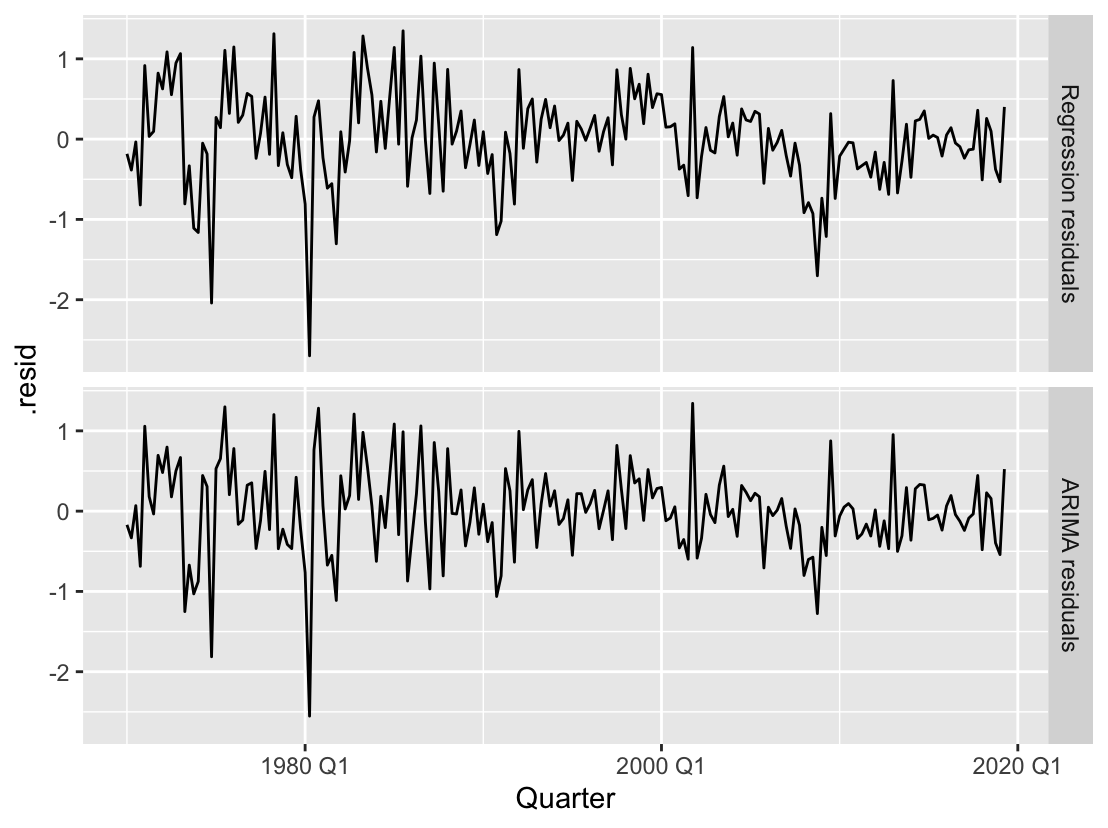 .resid
1
0
-1
-2
Regression residuals
1
0
-1
-2
ARIMA residuals
1980 Q1
2000 Q1
2020 Q1
Quarter